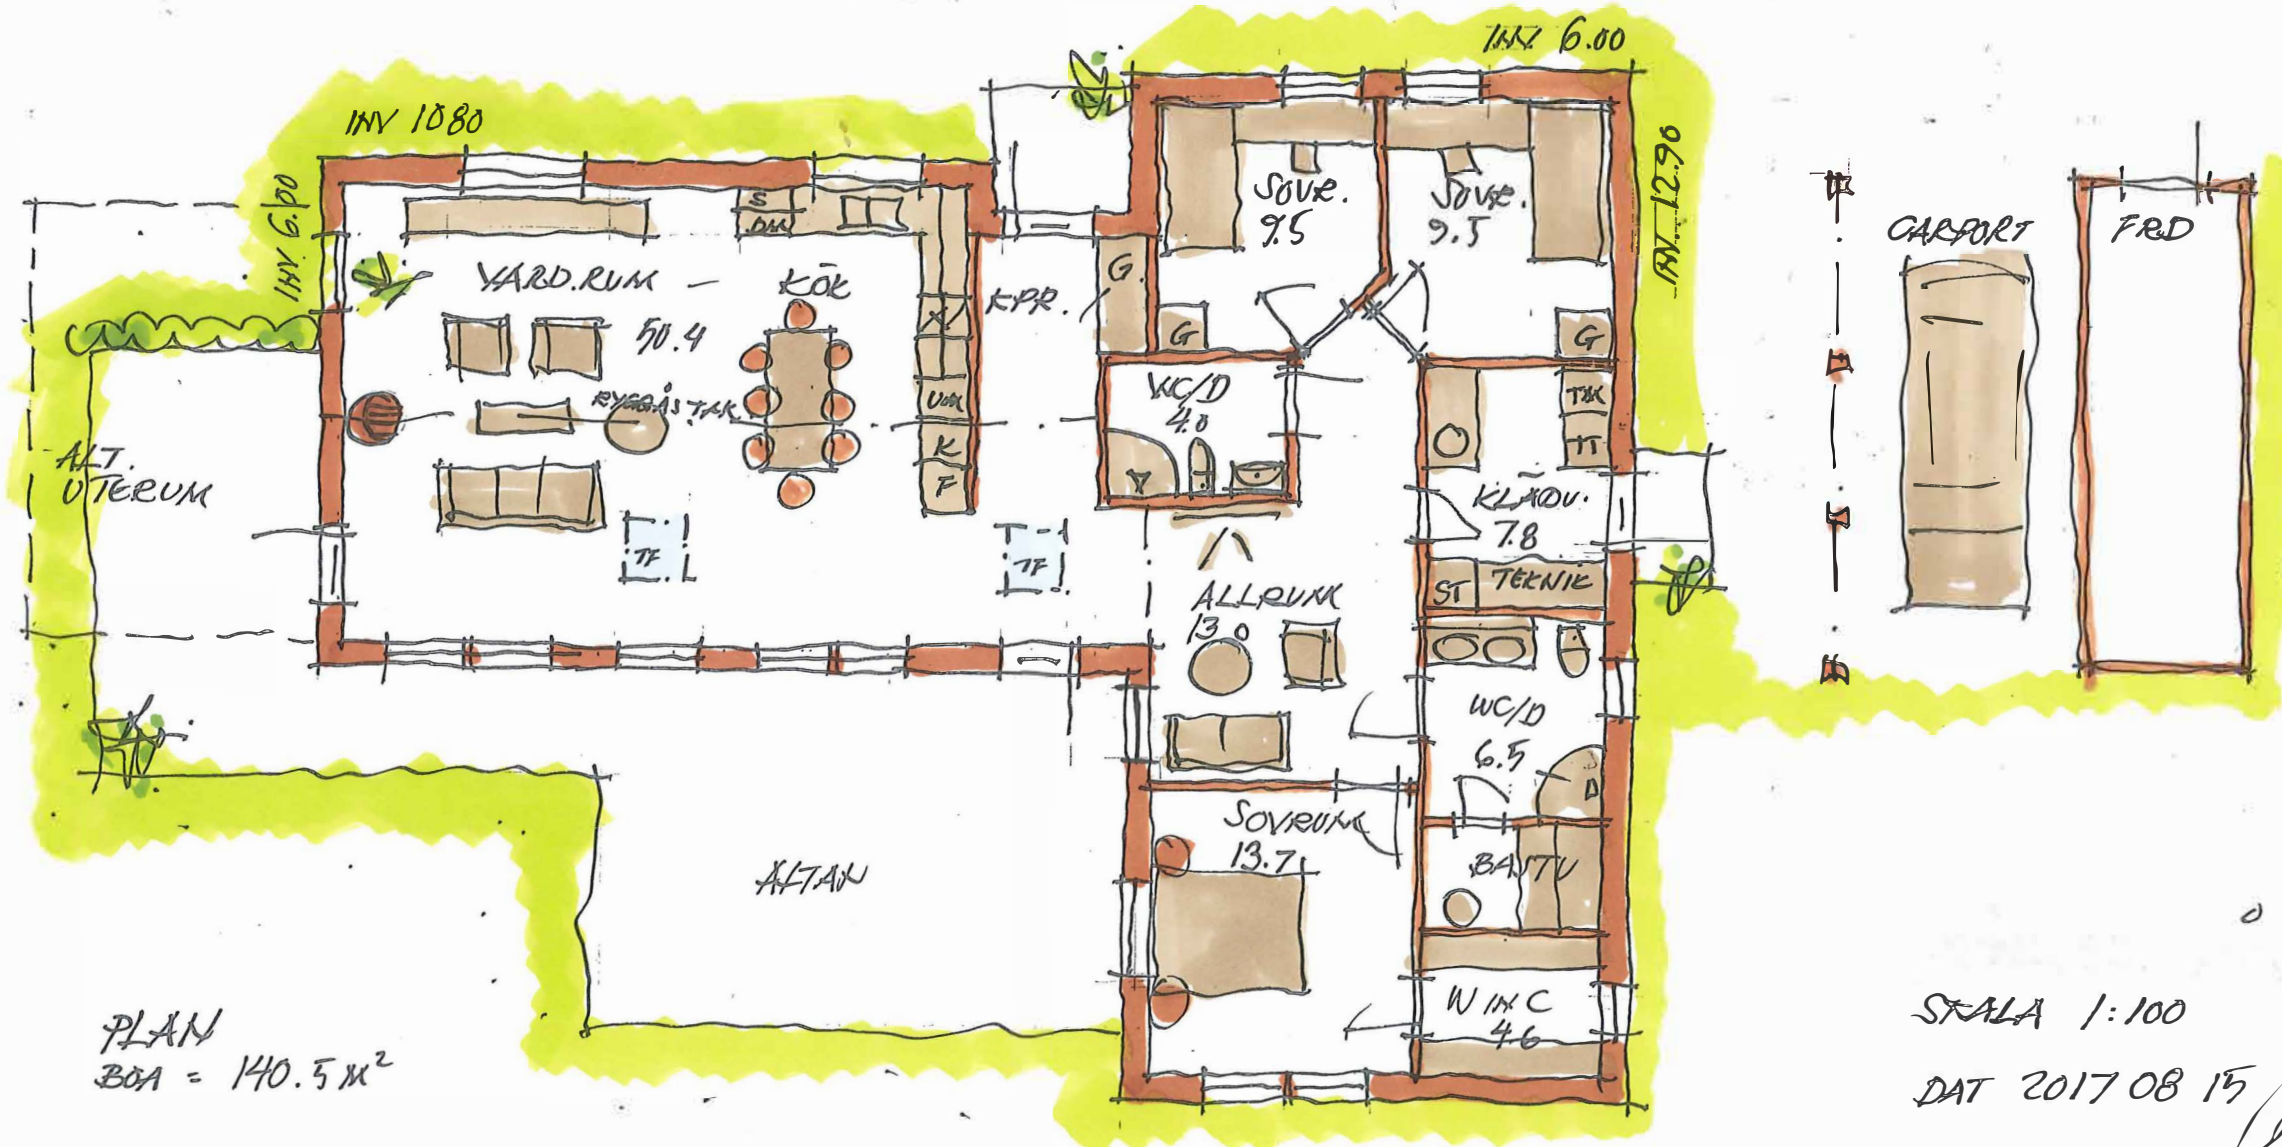 INV 6.00
INV 1080
INV 6.00
INV 12.90
SOVR.
9.5
SOVR.
9.5
CARPORT
FRD
S
DM
VARD.RUM - KÖK
50.4
KPR.
G
G
G
RYGGÅSTAK
UM
K
F
WC/D
4.0
TM
TT
KLÄDV.
7.8
ALT.
UTERUM
TF
TF
ST
TEKNIK
ALLRUM
13.0
WC/D
6.5
D
SOVRUM
13.7
BASTU
ALTAN
W IN C
4.6
PLAN
BOA = 140.5 M²
SKALA 1:100
DAT 2017 08 15